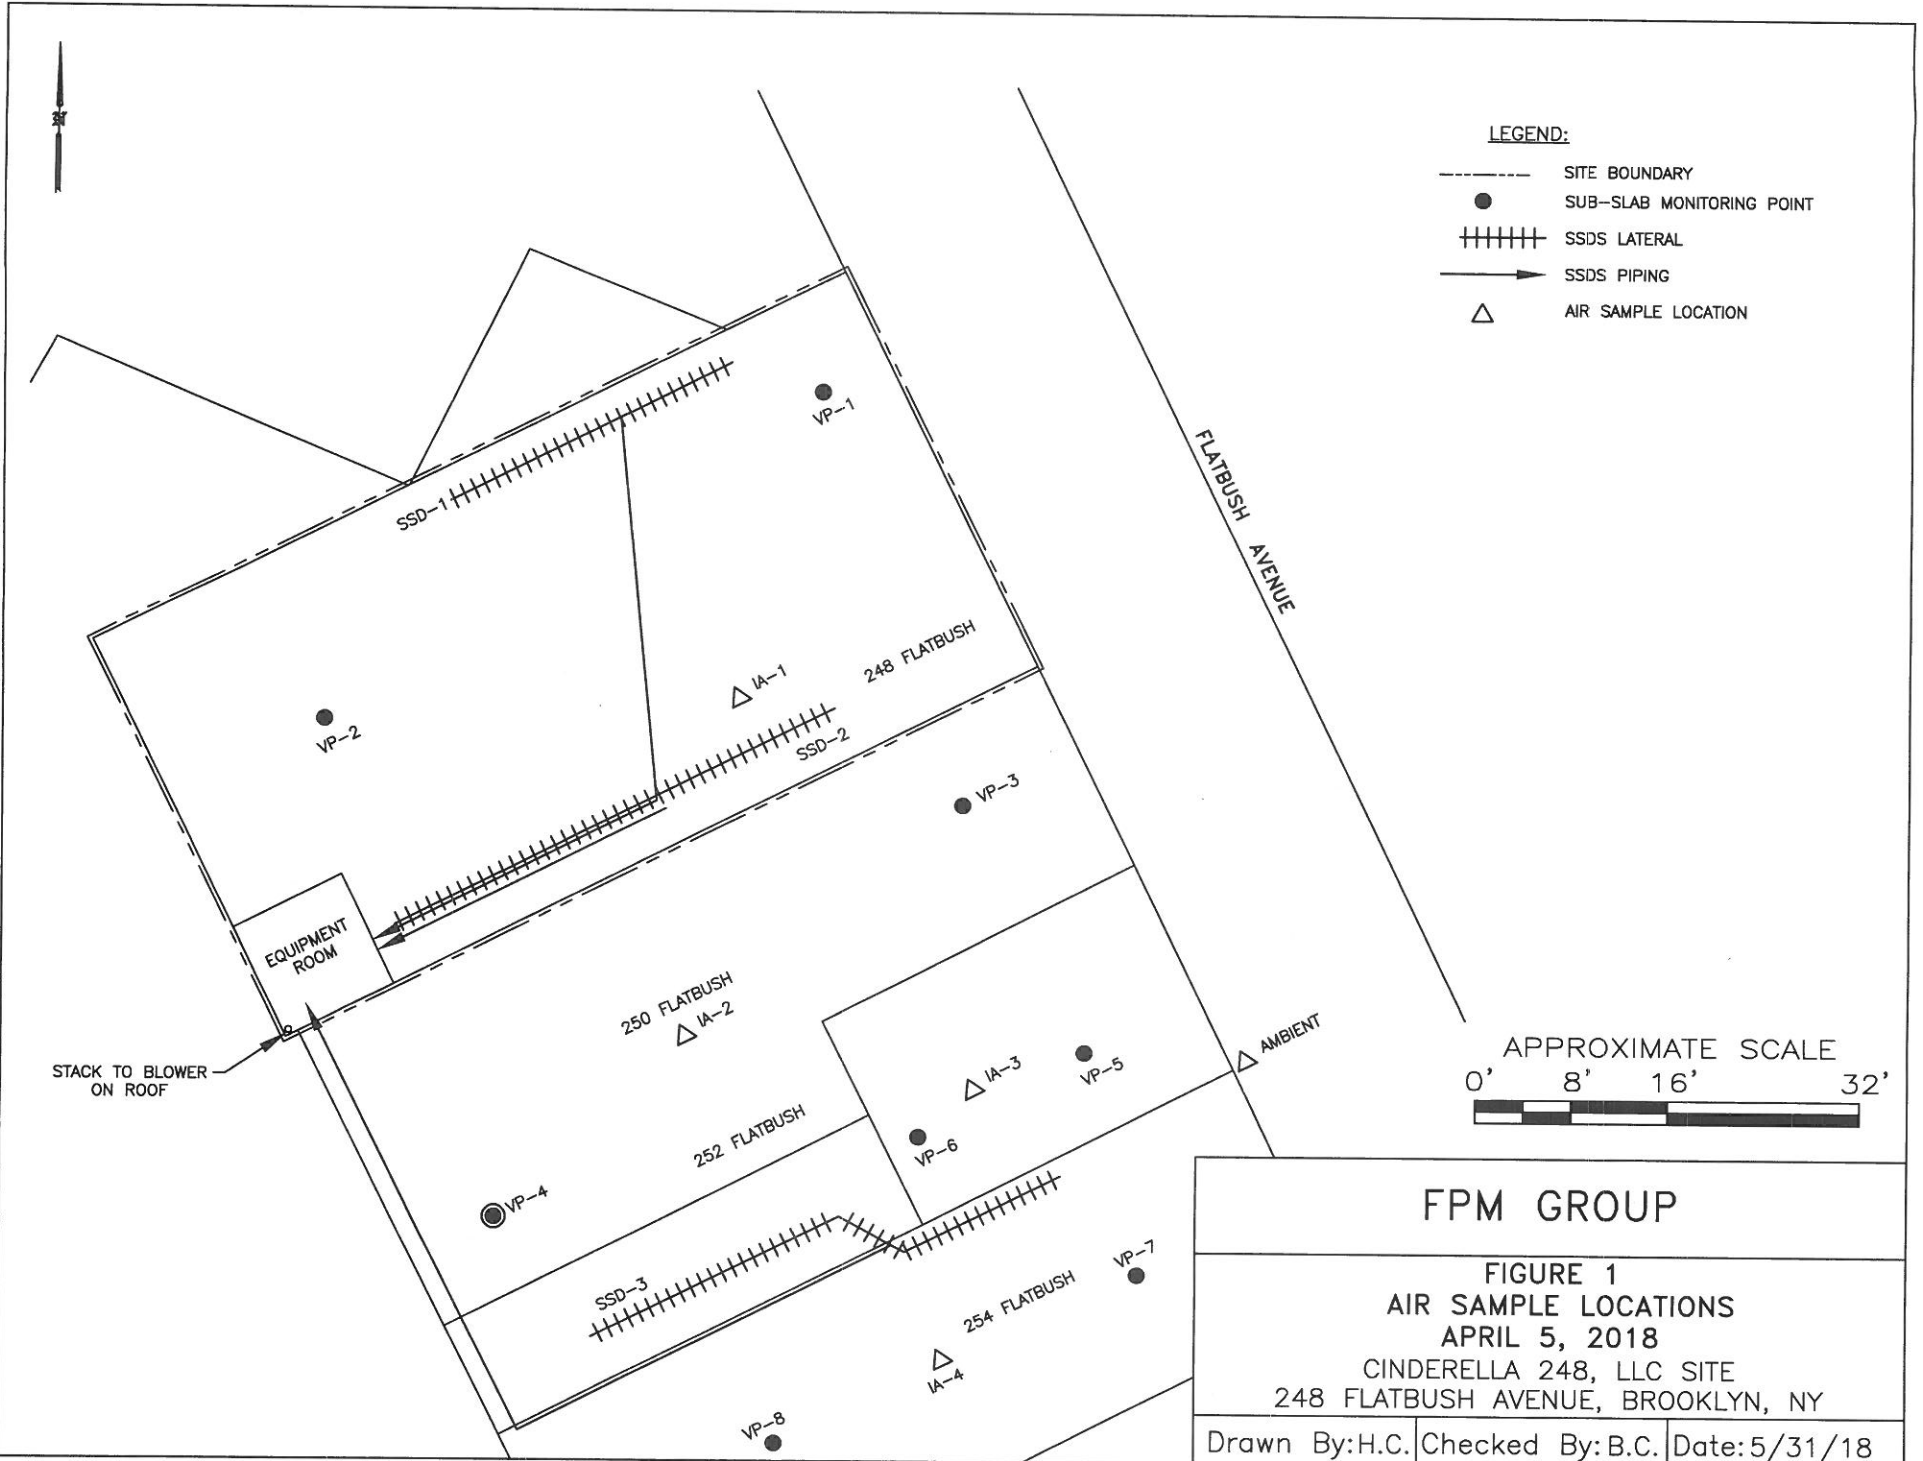 LEGEND:
SITE BOUNDARY
SUB-SLAB MONITORING POINT
SSDS LATERAL
SSDS PIPING
AIR SAMPLE LOCATION
VP-1
SSD-1
FLATBUSH AVENUE
248 FLATBUSH
IA-1
VP-2
SSD-2
VP-3
EQUIPMENT
ROOM
250 FLATBUSH
IA-2
STACK TO BLOWER
ON ROOF
AMBIENT
IA-3
VP-5
252 FLATBUSH
VP-6
VP-4
SSD-3
VP-7
254 FLATBUSH
IA-4
VP-8
APPROXIMATE SCALE
0' 8' 16' 32'
FPM GROUP
FIGURE 1
AIR SAMPLE LOCATIONS
APRIL 5, 2018
CINDERELLA 248, LLC SITE
248 FLATBUSH AVENUE, BROOKLYN, NY
Drawn By:H.C. Checked By:B.C. Date:5/31/18